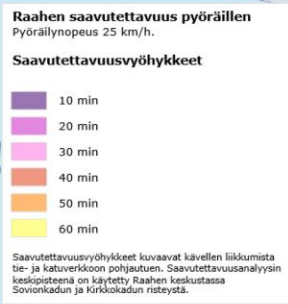 Raahen saavutettavuus pyöräillen
Pyöräilynopeus 25 km/h.
Saavutettavuusvyöhykkeet
10 min
20 min
30 min
40 min
50 min
60 min
Saavutettavuusvyöhykkeet kuvaavat kävellen liikkumista
tie- ja katuverkkoon pohjautuen. Saavutettavuusanalyysin
keskipisteenä on käytetty Raahen keskustassa
Sovionkadun ja Kirkkokadun risteystä.